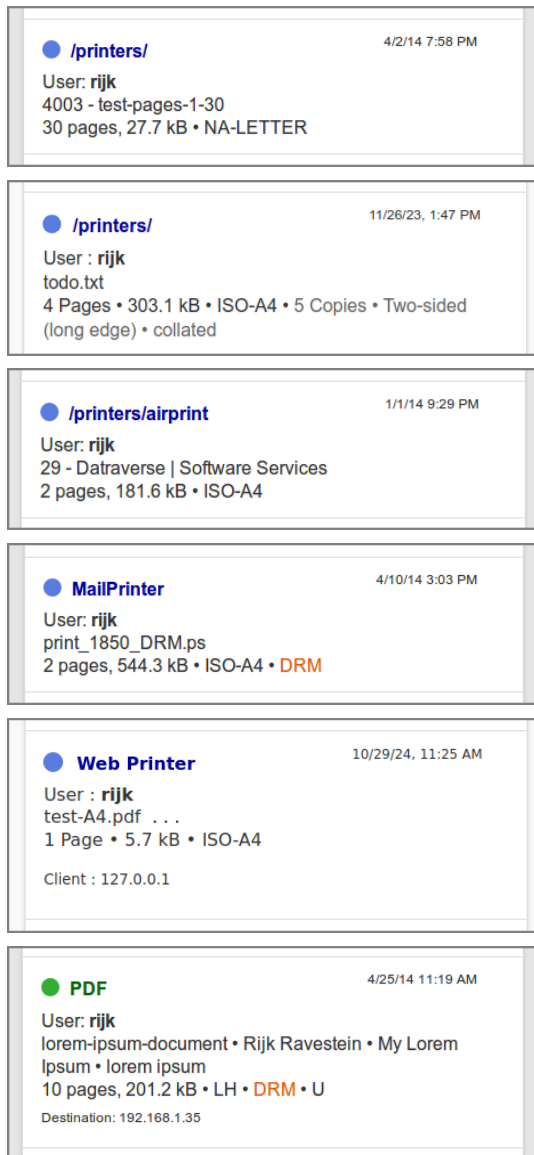 /printers/ 4/2/14 7:58 PM
User: rijk
4003 - test-pages-1-30
30 pages, 27.7 kB • NA-LETTER
/printers/ 11/26/23, 1:47 PM
User : rijk
todo.txt
4 Pages • 303.1 kB • ISO-A4 • 5 Copies • Two-sided
(long edge) • collated
/printers/airprint 1/1/14 9:29 PM
User: rijk
29 - Datraverse | Software Services
2 pages, 181.6 kB • ISO-A4
MailPrinter 4/10/14 3:03 PM
User: rijk
print_1850_DRM.ps
2 pages, 544.3 kB • ISO-A4 • DRM
Web Printer 10/29/24, 11:25 AM
User : rijk
test-A4.pdf ...
1 Page • 5.7 kB • ISO-A4
Client : 127.0.0.1
PDF 4/25/14 11:19 AM
User: rijk
lorem-ipsum-document • Rijk Ravestein • My Lorem
Ipsum • lorem ipsum
10 pages, 201.2 kB • LH • DRM • U
Destination: 192.168.1.35